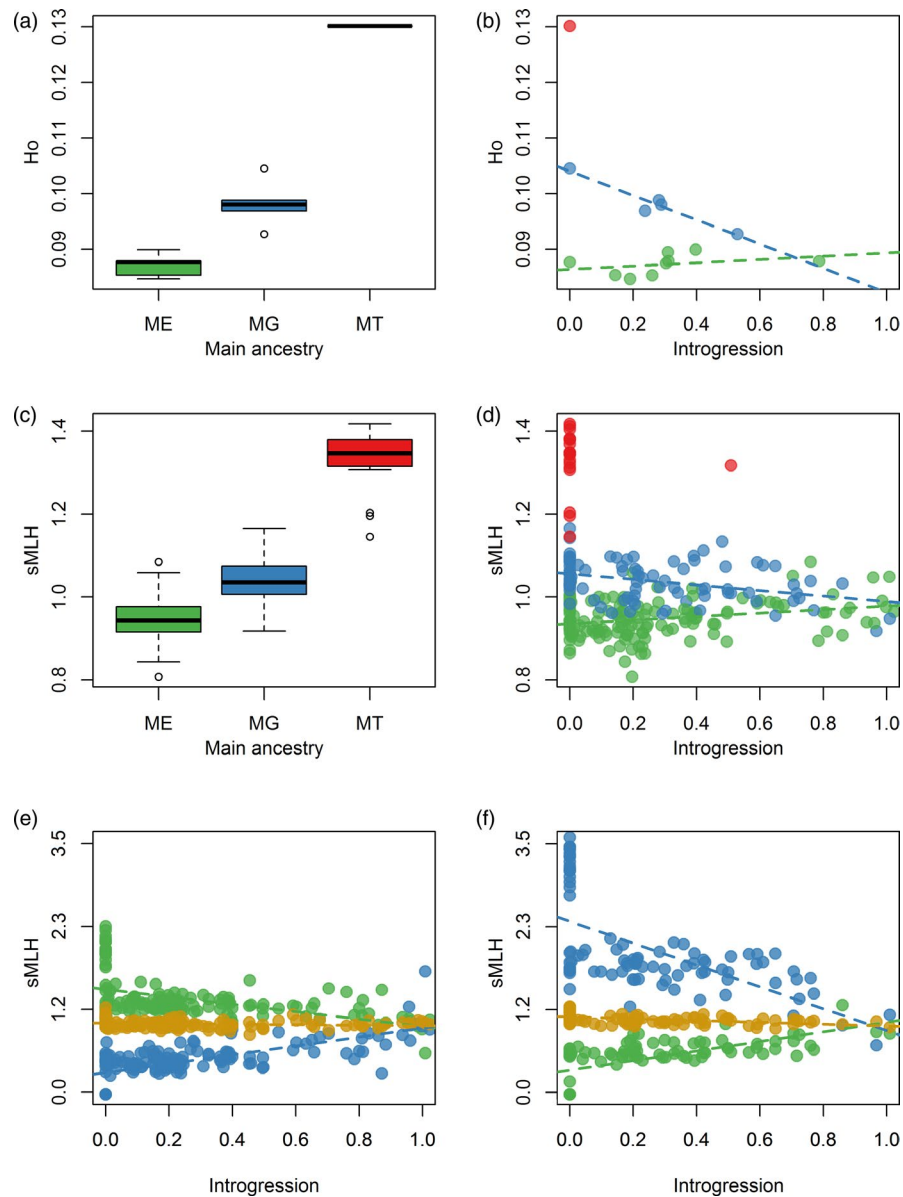 (a)
0.13
0.12
0.11
0.10
0.09
Ho
ME MG MT
Main ancestry
(b)
0.13
0.12
0.11
0.10
0.09
Ho
0.0 0.2 0.4 0.6 0.8 1.0
Introgression
(c)
1.4
1.2
1.0
0.8
sMLH
ME MG MT
Main ancestry
(d)
1.4
1.2
1.0
0.8
sMLH
0.0 0.2 0.4 0.6 0.8 1.0
Introgression
(e)
3.5
2.3
1.2
0.0
sMLH
0.0 0.2 0.4 0.6 0.8 1.0
Introgression
(f)
3.5
2.3
1.2
0.0
sMLH
0.0 0.2 0.4 0.6 0.8 1.0
Introgression